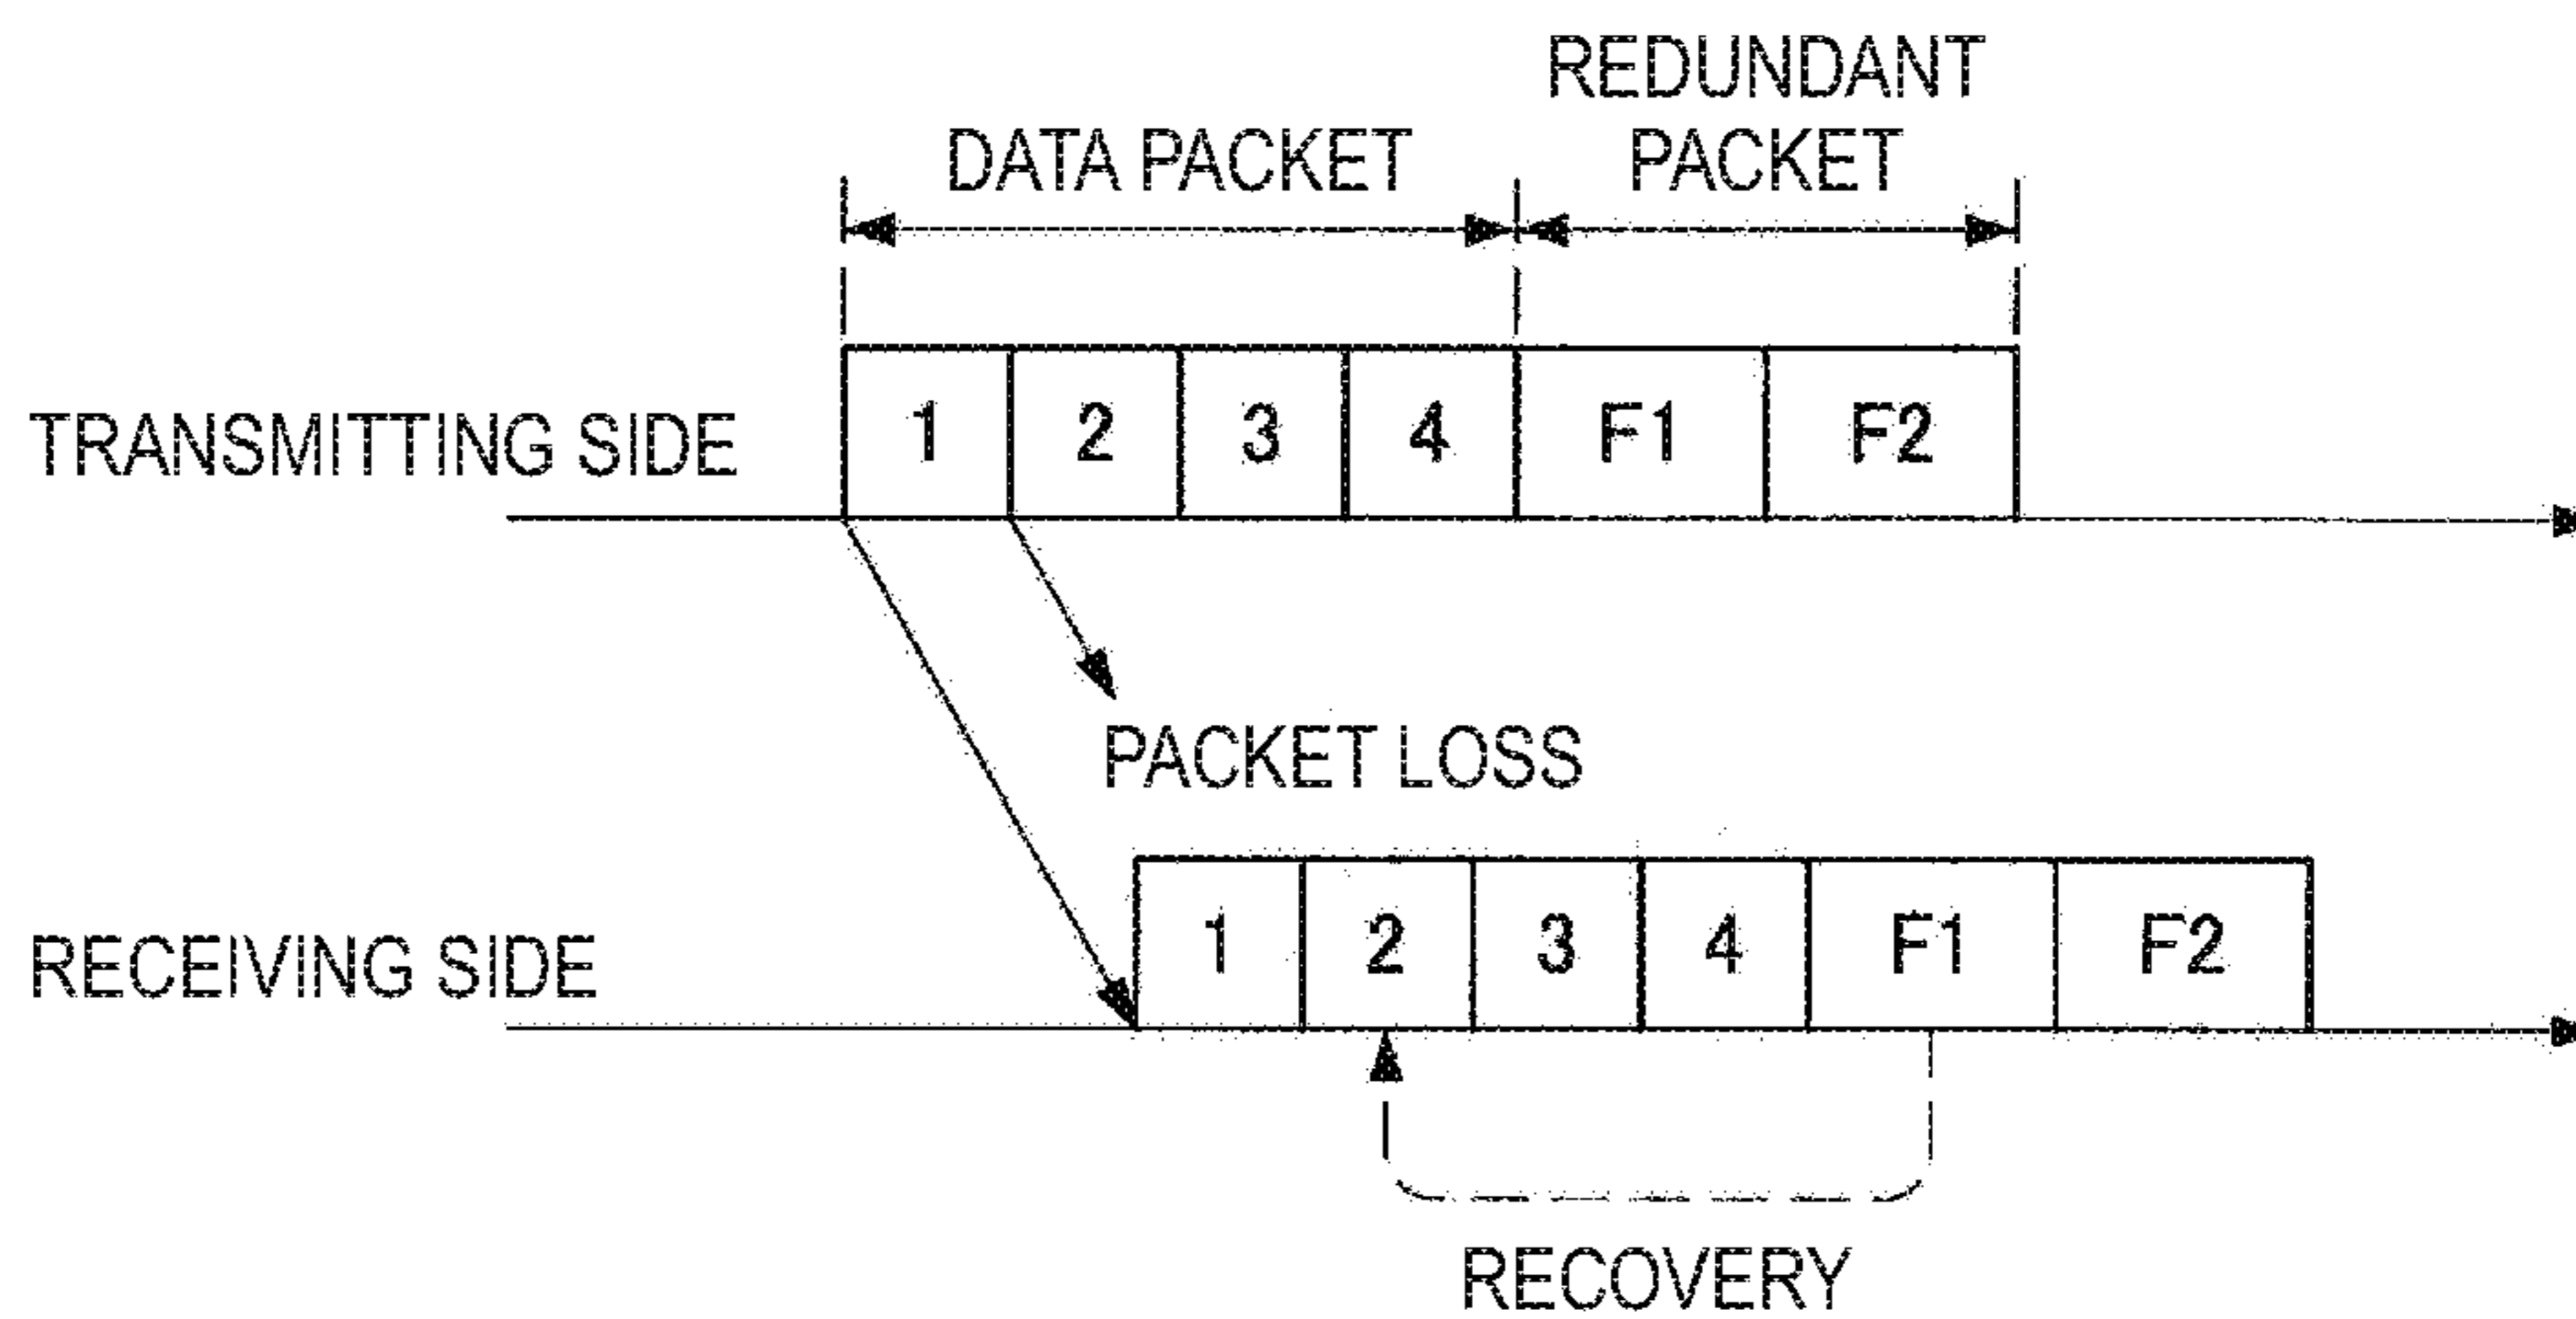 REDUNDANT
DATA PACKET PACKET
TRANSMITTING SIDE 1 2 3 4 F1 F2
PACKET LOSS
RECEIVING SIDE 1 2 3 4 F1 F2
RECOVERY